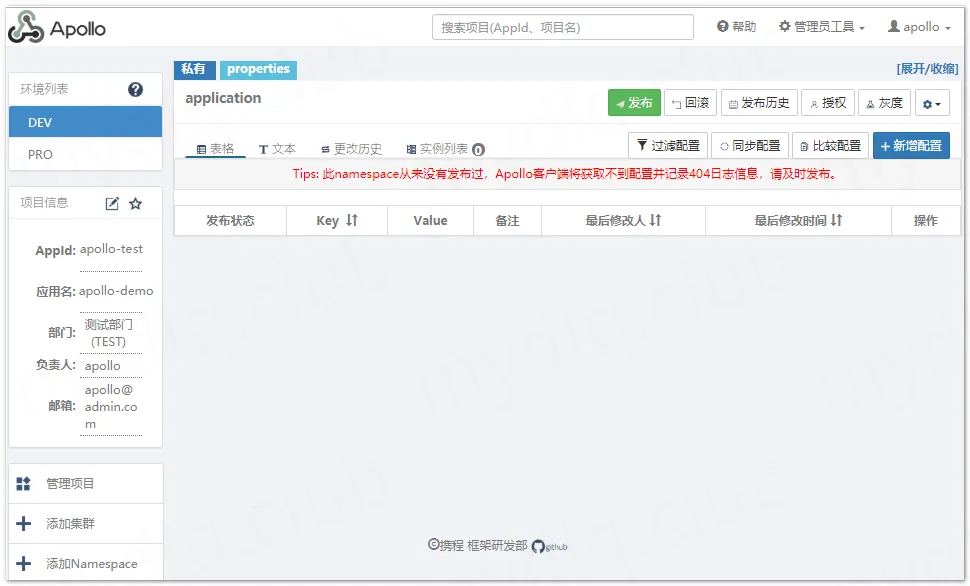 Apollo
搜索项目(AppId、项目名)
帮助
管理员工具
apollo
环境列表
DEV
PRO
项目信息
AppId: apollo-test
应用名: apollo-demo
部门: 测试部门
(TEST)
负责人: apollo
邮箱: apollo@
admin.co
m
管理项目
添加集群
添加Namespace
私有 properties
[展开/收缩]
application
发布 回滚 发布历史 授权 灰度
表格 文本 更改历史 实例列表 0
过滤配置 同步配置 比较配置 新增配置
Tips: 此namespace从来没有发布过，Apollo客户端将获取不到配置并记录404日志信息，请及时发布。
发布状态 Key Value 备注 最后修改人 最后修改时间 操作
©携程 框架研发部 github